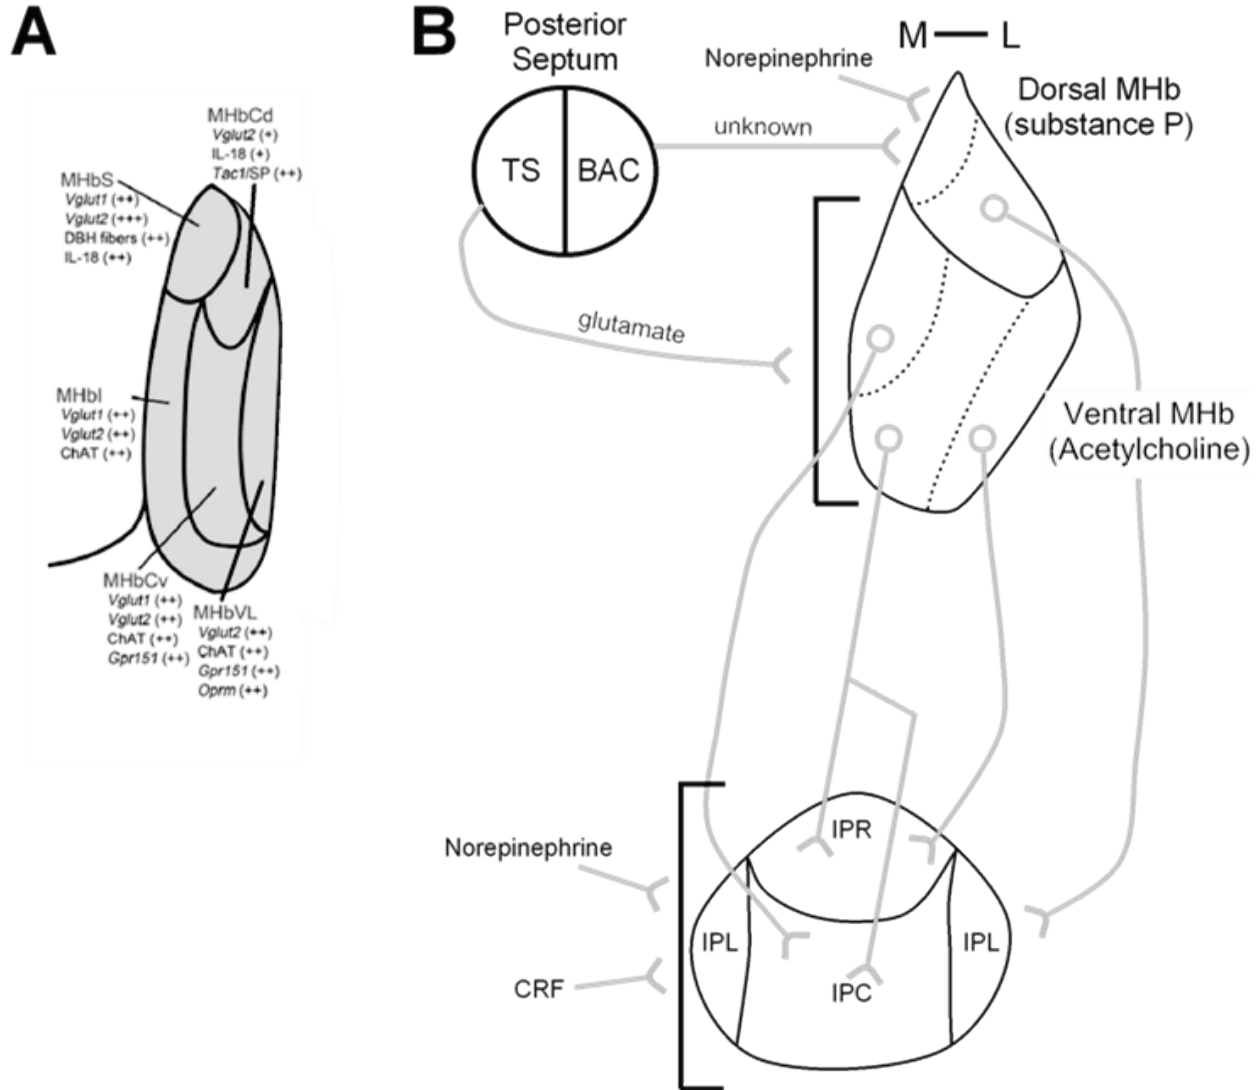 A
MHbCd
Vglut2 (+)
IL-18 (+)
Tac1/SP (++)
MHbS
Vglut1 (++)
Vglut2 (+++)
DBH fibers (++)
IL-18 (++)
MHbI
Vglut1 (++)
Vglut2 (++)
ChAT (++)
MHbCv
Vglut1 (++)
Vglut2 (++)
ChAT (++)
Gpr151 (++)
MHbVL
Vglut2 (++)
ChAT (++)
Gpr151 (++)
Oprm (++)
B
Posterior
Septum
TS
BAC
M
L
Norepinephrine
unknown
Dorsal MHb
(substance P)
glutamate
Ventral MHb
(Acetylcholine)
Norepinephrine
CRF
IPR
IPL
IPL
IPC